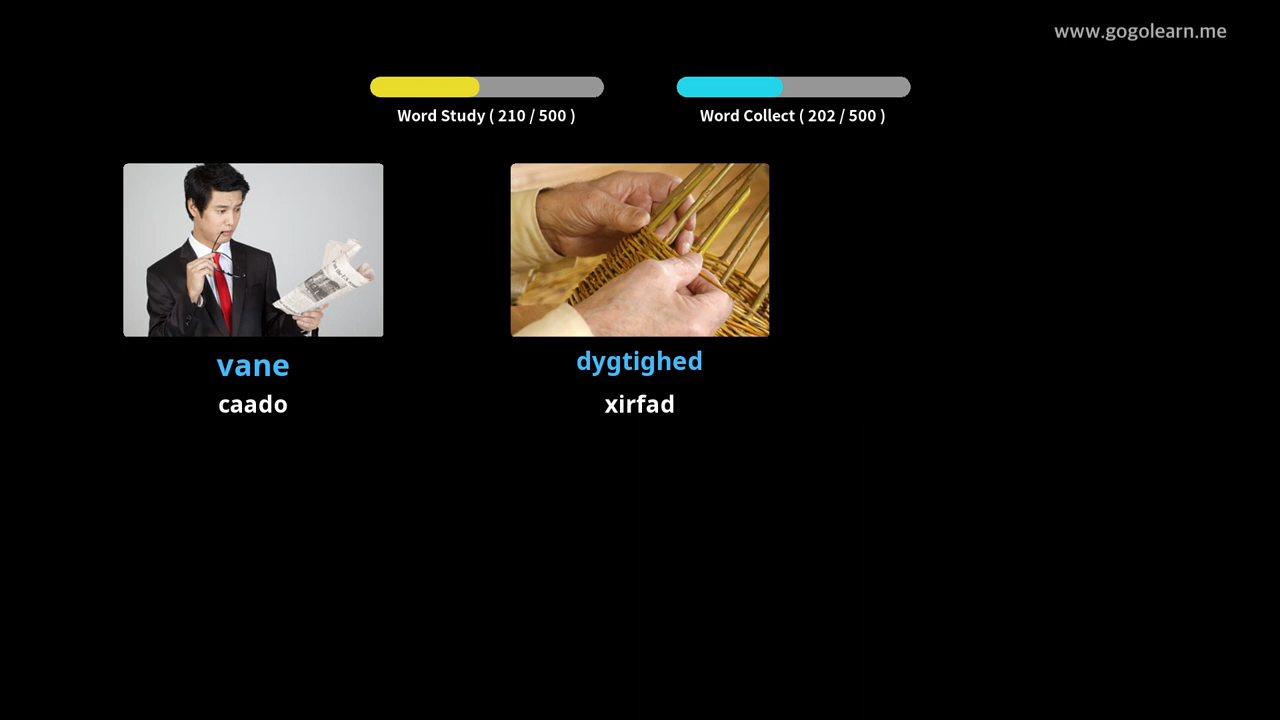 www.gogolearn.me
Word Study ( 210 / 500 )
Word Collect ( 202 / 500 )
vane
caado
dygtighed
xirfad